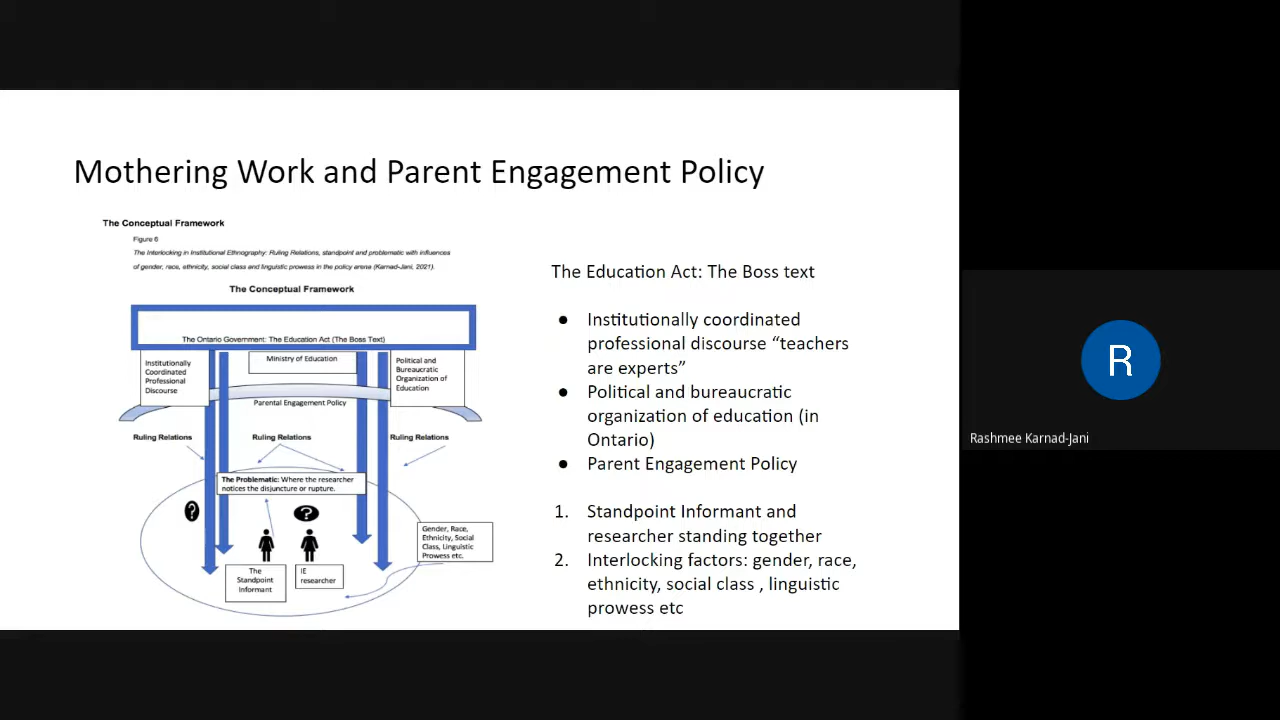 Mothering Work and Parent Engagement Policy
The Conceptual Framework
Figure 6
The Interlocking in Institutional Ethnography: Ruling Relations, standpoint and problematic with influences
of gender, race, ethnicity, social class and linguistic prowess in the policy arena (Karnad-Jani, 2021).
The Conceptual Framework
The Ontario Government: The Education Act (The Boss Text)
Institutionally
Coordinated
Professional
Discourse
Ministry of Education
Political and
Bureaucratic
Organization of
Education
Parental Engagement Policy
Ruling Relations
Ruling Relations
Ruling Relations
The Problematic: Where the researcher
notices the disjuncture or rupture.
?
?
Gender, Race,
Ethnicity, Social
Class, Linguistic
Prowess etc.
The
Standpoint
Informant
IE
researcher
The Education Act: The Boss text
● Institutionally coordinated
professional discourse “teachers
are experts”
● Political and bureaucratic
organization of education (in
Ontario)
● Parent Engagement Policy
1. Standpoint Informant and
researcher standing together
2. Interlocking factors: gender, race,
ethnicity, social class , linguistic
prowess etc
R
Rashmee Karnad-Jani